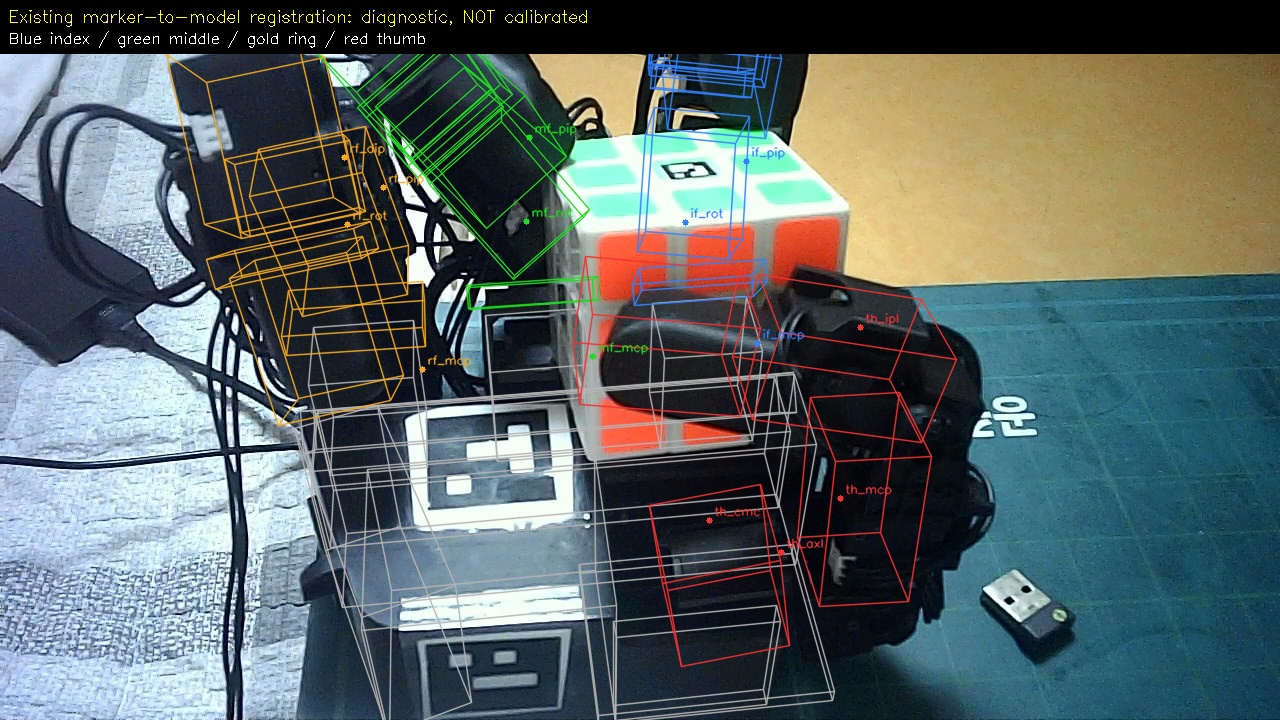 Existing marker-to-model registration: diagnostic, NOT calibrated
Blue index / green middle / gold ring / red thumb
mf_pip
rf_dip
if_pip
rf_pip
if_rot
mf_rot
rf_rot
th_ipl
if_mcp
mf_mcp
rf_mcp
th_mcp
th_cmc
th_axl